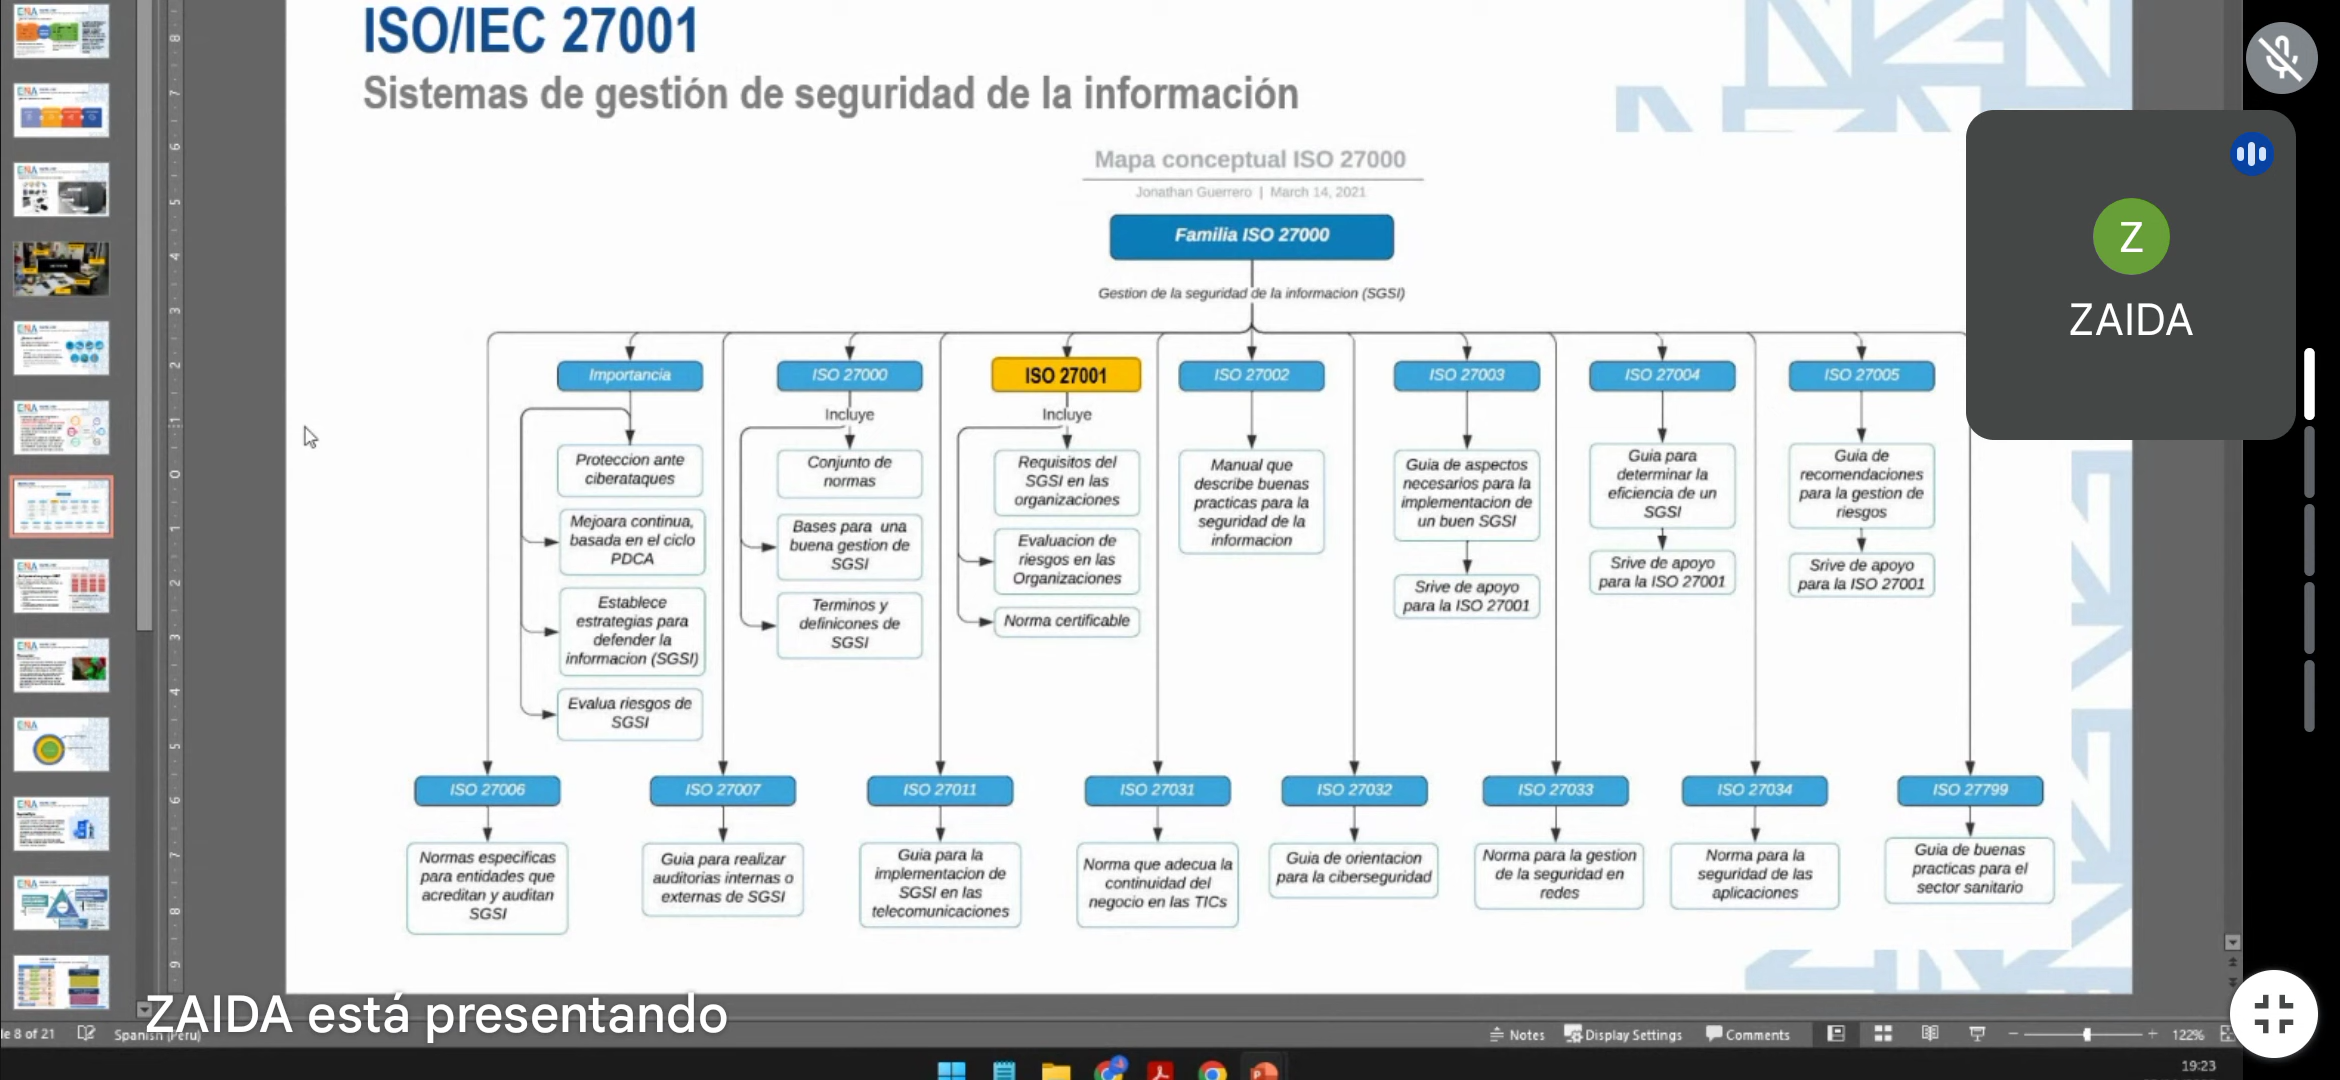 ISO/IEC 27001
Sistemas de gestión de seguridad de la información
Mapa conceptual ISO 27000
Jonathan Guerrero | March 14, 2021
Familia ISO 27000
Gestion de la seguridad de la informacion (SGSI)
Importancia
Proteccion ante
ciberataques
Mejoara continua,
basada en el ciclo
PDCA
Establece
estrategias para
defender la
informacion (SGSI)
Evalua riesgos de
SGSI
ISO 27000
Incluye
Conjunto de
normas
Bases para una
buena gestion de
SGSI
Terminos y
definicones de
SGSI
ISO 27001
Incluye
Requisitos del
SGSI en las
organizaciones
Evaluacion de
riesgos en las
Organizaciones
Norma certificable
ISO 27002
Manual que
describe buenas
practicas para la
seguridad de la
informacion
ISO 27003
Guia de aspectos
necesarios para la
implementacion de
un buen SGSI
Srive de apoyo
para la ISO 27001
ISO 27004
Guia para
determinar la
eficiencia de un
SGSI
Srive de apoyo
para la ISO 27001
ISO 27005
Guia de
recomendaciones
para la gestion de
riesgos
Srive de apoyo
para la ISO 27001
ISO 27006
Normas especificas
para entidades que
acreditan y auditan
SGSI
ISO 27007
Guia para realizar
auditorias internas o
externas de SGSI
ISO 27011
Guia para la
implementacion de
SGSI en las
telecomunicaciones
ISO 27031
Norma que adecua la
continuidad del
negocio en las TICs
ISO 27032
Guia de orientacion
para la ciberseguridad
ISO 27033
Norma para la gestion
de la seguridad en
redes
ISO 27034
Norma para la
seguridad de las
aplicaciones
ISO 27799
Guia de buenas
practicas para el
sector sanitario
Z
ZAIDA
ZAIDA está presentando
le 8 of 21
Spanish (Peru)
Notes
Display Settings
Comments
122%
19:23